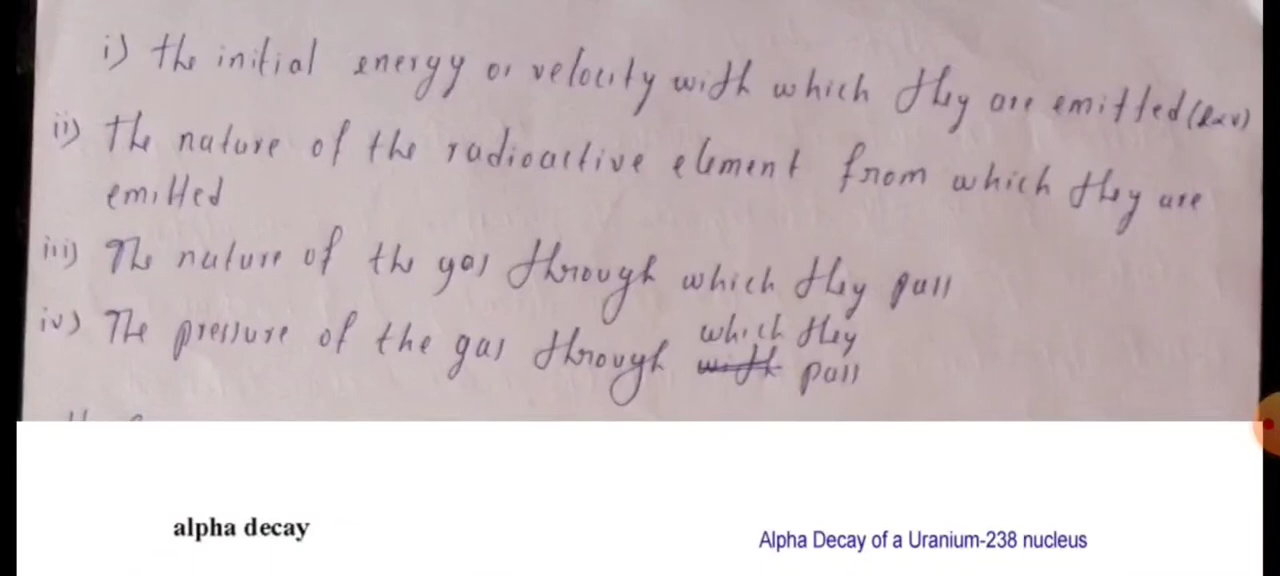 i) the initial energy or velocity with which they are emitted (R∝v)
ii) The nature of the radioactive element from which they are
emitted
iii) The nature of the gas through which they pass
iv) The pressure of the gas through which they
with pass
alpha decay
Alpha Decay of a Uranium-238 nucleus